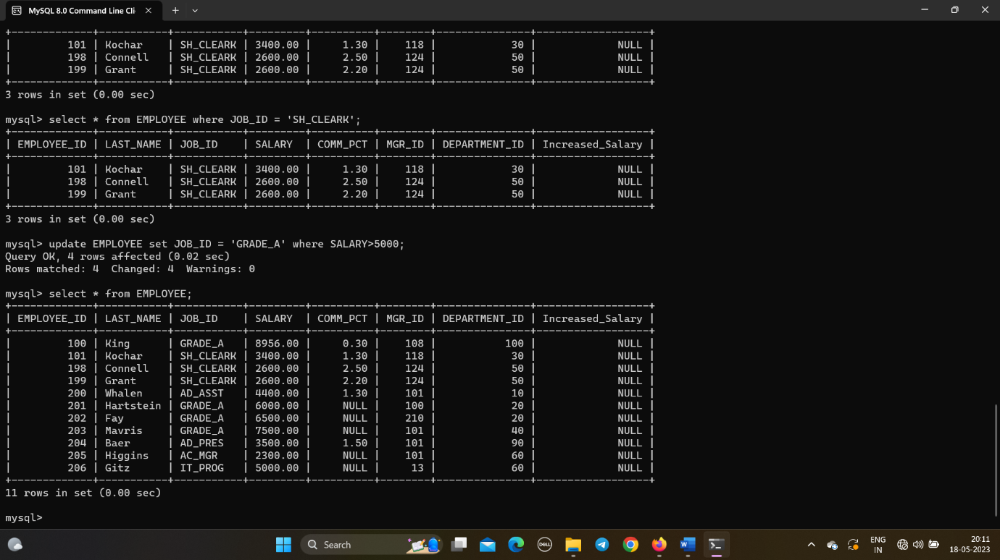 MySQL 8.0 Command Line Cli
+-------------+-----------+-----------+---------+----------+--------+---------------+------------------+
|         101 | Kochar    | SH_CLEARK | 3400.00 |     1.30 |    118 |            30 |             NULL |
|         198 | Connell   | SH_CLEARK | 2600.00 |     2.50 |    124 |            50 |             NULL |
|         199 | Grant     | SH_CLEARK | 2600.00 |     2.20 |    124 |            50 |             NULL |
+-------------+-----------+-----------+---------+----------+--------+---------------+------------------+
3 rows in set (0.00 sec)
mysql> select * from EMPLOYEE where JOB_ID = 'SH_CLEARK';
+-------------+-----------+-----------+---------+----------+--------+---------------+------------------+
| EMPLOYEE_ID | LAST_NAME | JOB_ID    | SALARY  | COMM_PCT | MGR_ID | DEPARTMENT_ID | Increased_Salary |
+-------------+-----------+-----------+---------+----------+--------+---------------+------------------+
|         101 | Kochar    | SH_CLEARK | 3400.00 |     1.30 |    118 |            30 |             NULL |
|         198 | Connell   | SH_CLEARK | 2600.00 |     2.50 |    124 |            50 |             NULL |
|         199 | Grant     | SH_CLEARK | 2600.00 |     2.20 |    124 |            50 |             NULL |
+-------------+-----------+-----------+---------+----------+--------+---------------+------------------+
3 rows in set (0.00 sec)
mysql> update EMPLOYEE set JOB_ID = 'GRADE_A' where SALARY>5000;
Query OK, 4 rows affected (0.02 sec)
Rows matched: 4  Changed: 4  Warnings: 0
mysql> select * from EMPLOYEE;
+-------------+-----------+-----------+---------+----------+--------+---------------+------------------+
| EMPLOYEE_ID | LAST_NAME | JOB_ID    | SALARY  | COMM_PCT | MGR_ID | DEPARTMENT_ID | Increased_Salary |
+-------------+-----------+-----------+---------+----------+--------+---------------+------------------+
|         100 | King      | GRADE_A   | 8956.00 |     0.30 |    108 |           100 |             NULL |
|         101 | Kochar    | SH_CLEARK | 3400.00 |     1.30 |    118 |            30 |             NULL |
|         198 | Connell   | SH_CLEARK | 2600.00 |     2.50 |    124 |            50 |             NULL |
|         199 | Grant     | SH_CLEARK | 2600.00 |     2.20 |    124 |            50 |             NULL |
|         200 | Whalen    | AD_ASST   | 4400.00 |     1.30 |    101 |            10 |             NULL |
|         201 | Hartstein | GRADE_A   | 6000.00 |     NULL |    100 |            20 |             NULL |
|         202 | Fay       | GRADE_A   | 6500.00 |     NULL |    210 |            20 |             NULL |
|         203 | Mavris    | GRADE_A   | 7500.00 |     NULL |    101 |            40 |             NULL |
|         204 | Baer      | AD_PRES   | 3500.00 |     1.50 |    101 |            90 |             NULL |
|         205 | Higgins   | AC_MGR    | 2300.00 |     NULL |    101 |            60 |             NULL |
|         206 | Gitz      | IT_PROG   | 5000.00 |     NULL |     13 |            60 |             NULL |
+-------------+-----------+-----------+---------+----------+--------+---------------+------------------+
11 rows in set (0.00 sec)
mysql>
Search
DELL
ENG
IN
20:11
18-05-2023